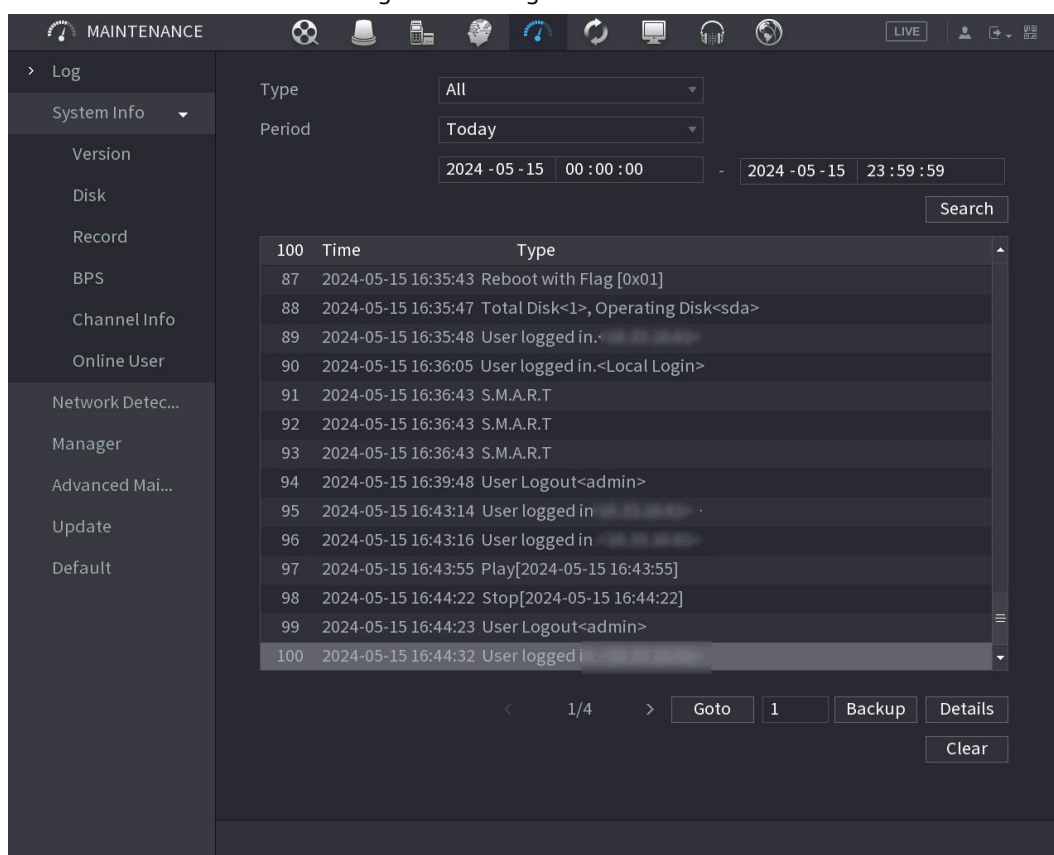 MAINTENANCE
LIVE
> Log
System Info
Version
Disk
Record
BPS
Channel Info
Online User
Network Detec...
Manager
Advanced Mai...
Update
Default
Type All
Period Today
2024 -05 -15 00 :00 :00 - 2024 -05 -15 23 :59 :59
Search
100 Time Type
87 2024-05-15 16:35:43 Reboot with Flag [0x01]
88 2024-05-15 16:35:47 Total Disk<1>, Operating Disk<sda>
89 2024-05-15 16:35:48 User logged in.<
90 2024-05-15 16:36:05 User logged in.<Local Login>
91 2024-05-15 16:36:43 S.M.A.R.T
92 2024-05-15 16:36:43 S.M.A.R.T
93 2024-05-15 16:36:43 S.M.A.R.T
94 2024-05-15 16:39:48 User Logout<admin>
95 2024-05-15 16:43:14 User logged in
96 2024-05-15 16:43:16 User logged in
97 2024-05-15 16:43:55 Play[2024-05-15 16:43:55]
98 2024-05-15 16:44:22 Stop[2024-05-15 16:44:22]
99 2024-05-15 16:44:23 User Logout<admin>
100 2024-05-15 16:44:32 User logged
< 1/4 > Goto 1 Backup Details
Clear